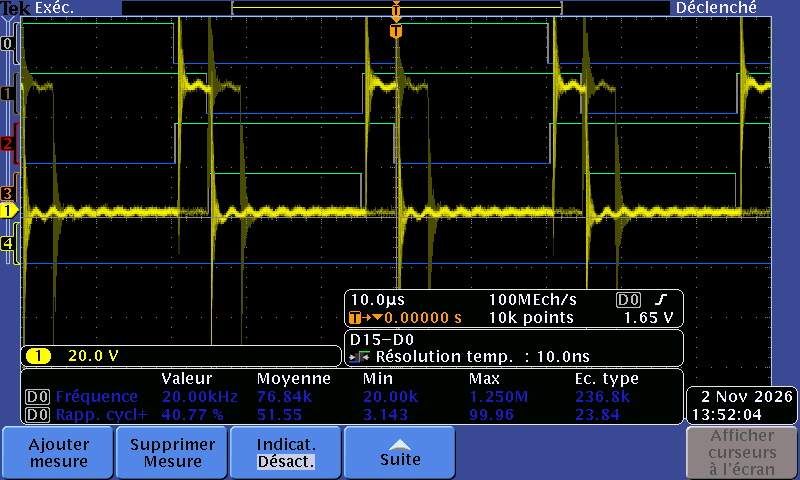 Tek Exéc. Déclenché
T
T
0
1
2
3
1
4
10.0µs 100MEch/s D0
T→▼0.00000 s 10k points 1.65 V
D15-D0
Résolution temp. : 10.0ns
1 20.0 V
Valeur Moyenne Min Max Ec. type
D0 Fréquence 20.00kHz 76.84k 20.00k 1.250M 236.8k
D0 Rapp. cycl+ 40.77 % 51.55 3.143 99.96 23.84
2 Nov 2026
13:52:04
Ajouter
mesure
Supprimer
Mesure
Indicat.
Désact.
Suite
Afficher
curseurs
à l'écran